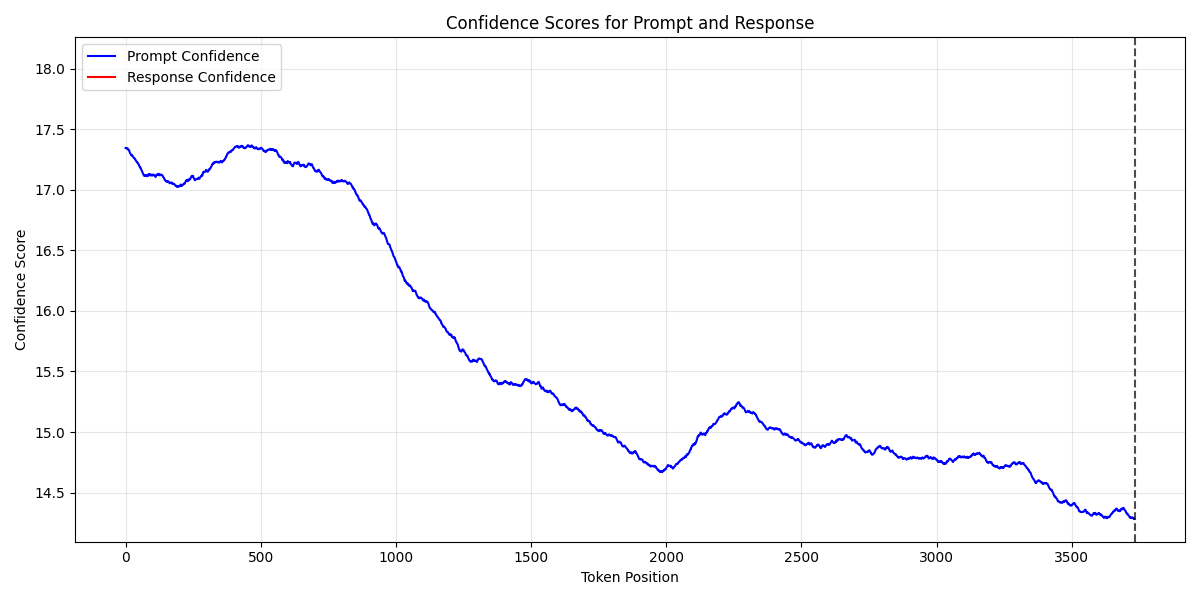 Confidence Scores for Prompt and Response
Prompt Confidence
Response Confidence
Confidence Score
18.0
17.5
17.0
16.5
16.0
15.5
15.0
14.5
0 500 1000 1500 2000 2500 3000 3500
Token Position